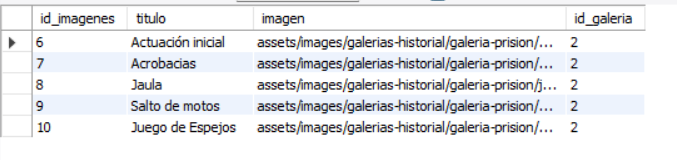 id_imagenes titulo imagen id_galeria
6 Actuación inicial assets/images/galerias-historial/galeria-prision/... 2
7 Acrobacias assets/images/galerias-historial/galeria-prision/... 2
8 Jaula assets/images/galerias-historial/galeria-prision/j... 2
9 Salto de motos assets/images/galerias-historial/galeria-prision/... 2
10 Juego de Espejos assets/images/galerias-historial/galeria-prision/... 2